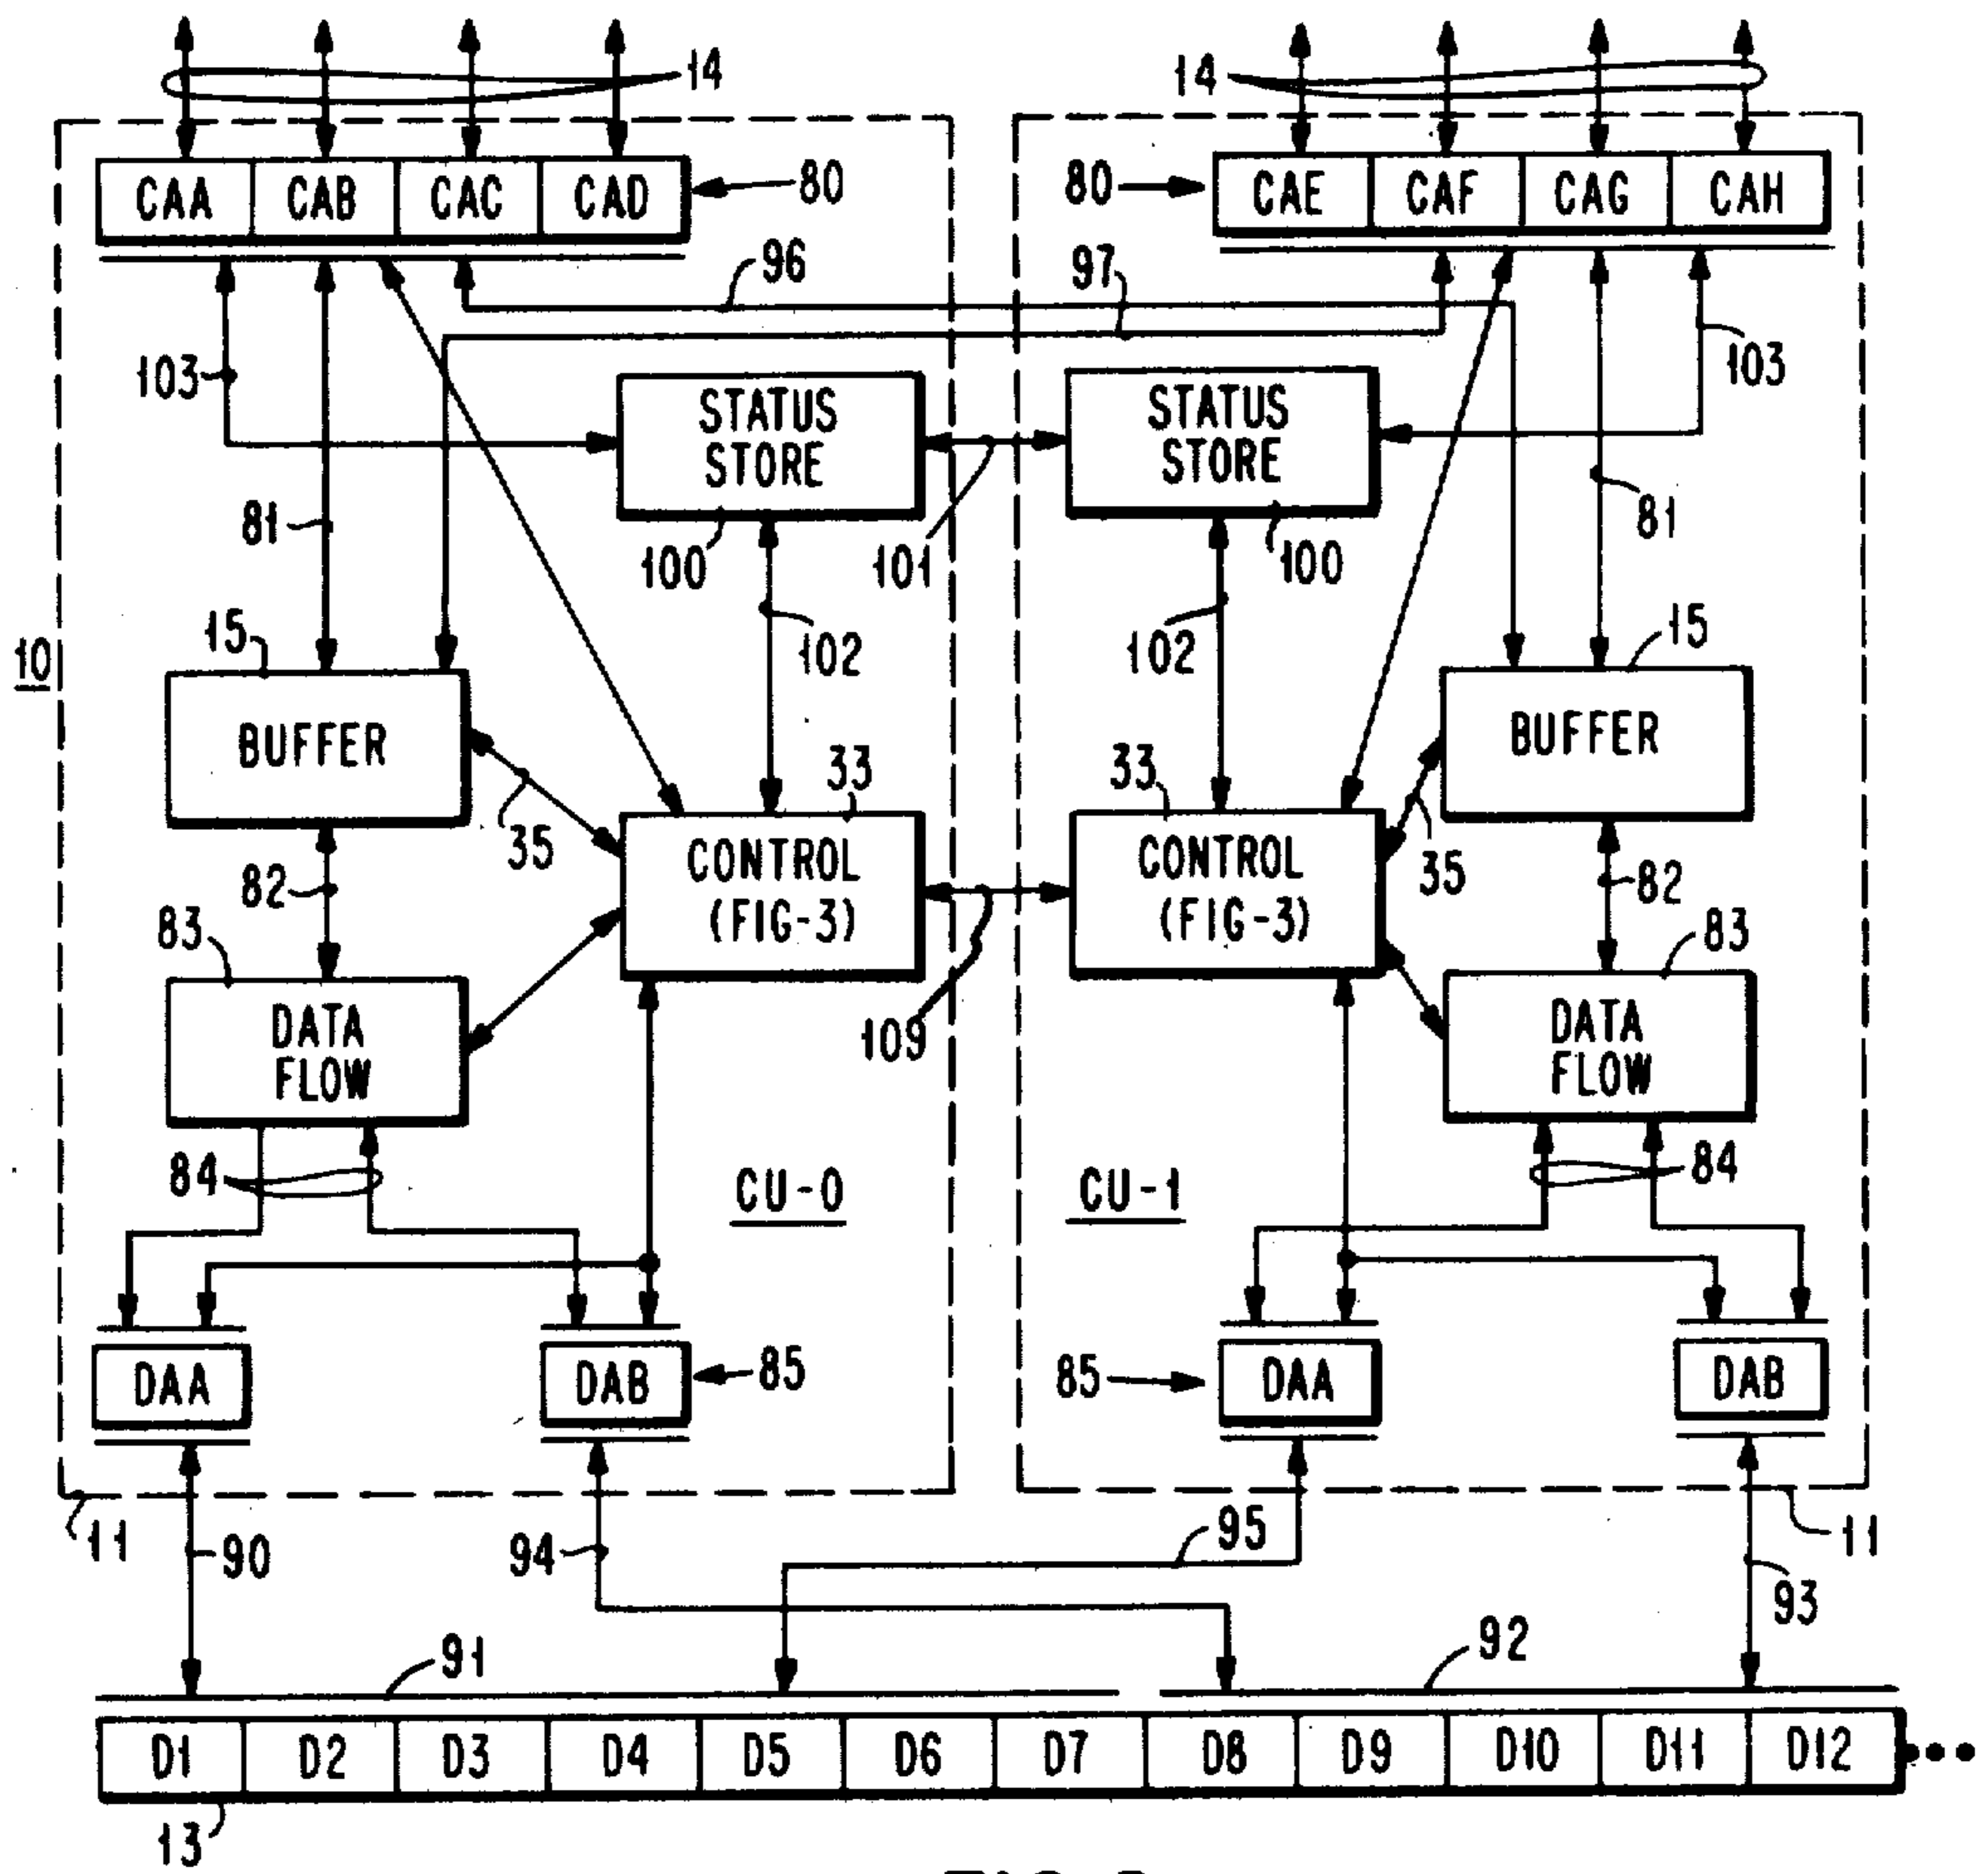 14
14
CAA CAB CAC CAD
80
80
CAE CAF CAG CAH
96
97
103
103
STATUS
STORE
STATUS
STORE
81
81
100
101
100
15
102
102
15
10
BUFFER
BUFFER
33
33
35
35
CONTROL
(FIG-3)
CONTROL
(FIG-3)
82
82
83
83
DATA
FLOW
109
DATA
FLOW
84
84
CU-0
CU-1
DAA
DAB
85
85
DAA
DAB
11
90
94
95
11
93
91
92
D1 D2 D3 D4 D5 D6 D7 D8 D9 D10 D11 D12
13